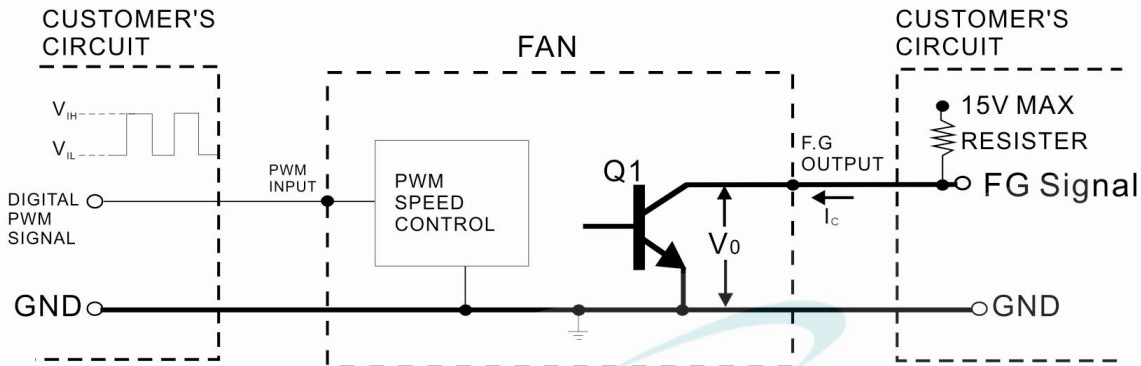 CUSTOMER'S
CIRCUIT
V_IH
V_IL
DIGITAL
PWM
SIGNAL
GND
FAN
PWM
INPUT
PWM
SPEED
CONTROL
Q1
V0
F.G
OUTPUT
Ic
CUSTOMER'S
CIRCUIT
15V MAX
RESISTER
FG Signal
GND